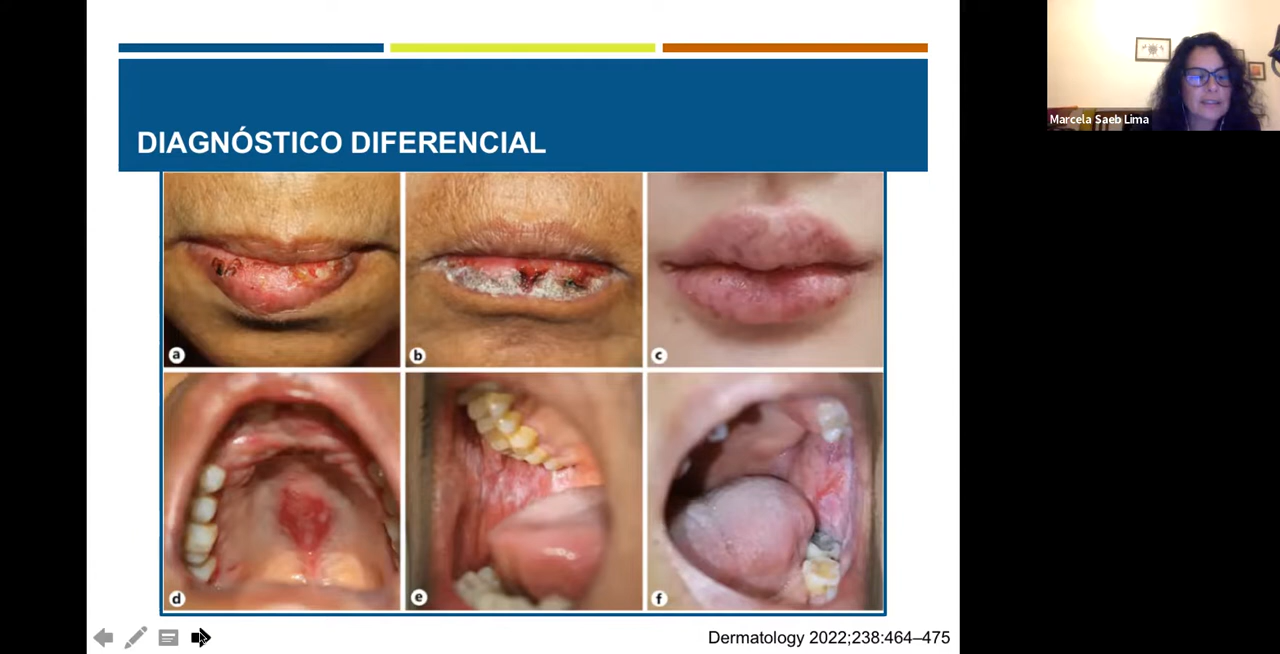 DIAGNÓSTICO DIFERENCIAL
Marcela Saeb Lima
a
b
c
d
e
f
Dermatology 2022;238:464–475